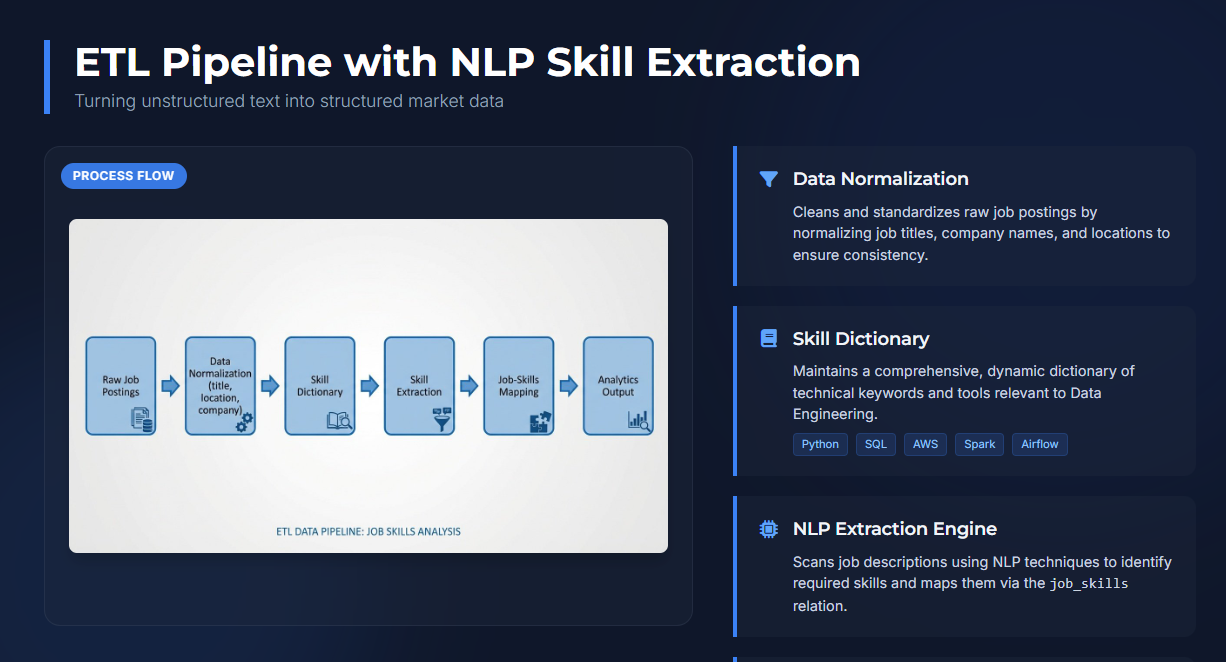 ETL Pipeline with NLP Skill Extraction
Turning unstructured text into structured market data
PROCESS FLOW
Raw Job
Postings
Data
Normalization
(title,
location,
company)
Skill
Dictionary
Skill
Extraction
Job-Skills
Mapping
Analytics
Output
ETL DATA PIPELINE: JOB SKILLS ANALYSIS
Data Normalization
Cleans and standardizes raw job postings by
normalizing job titles, company names, and locations to
ensure consistency.
Skill Dictionary
Maintains a comprehensive, dynamic dictionary of
technical keywords and tools relevant to Data
Engineering.
Python SQL AWS Spark Airflow
NLP Extraction Engine
Scans job descriptions using NLP techniques to identify
required skills and maps them via the job_skills
relation.